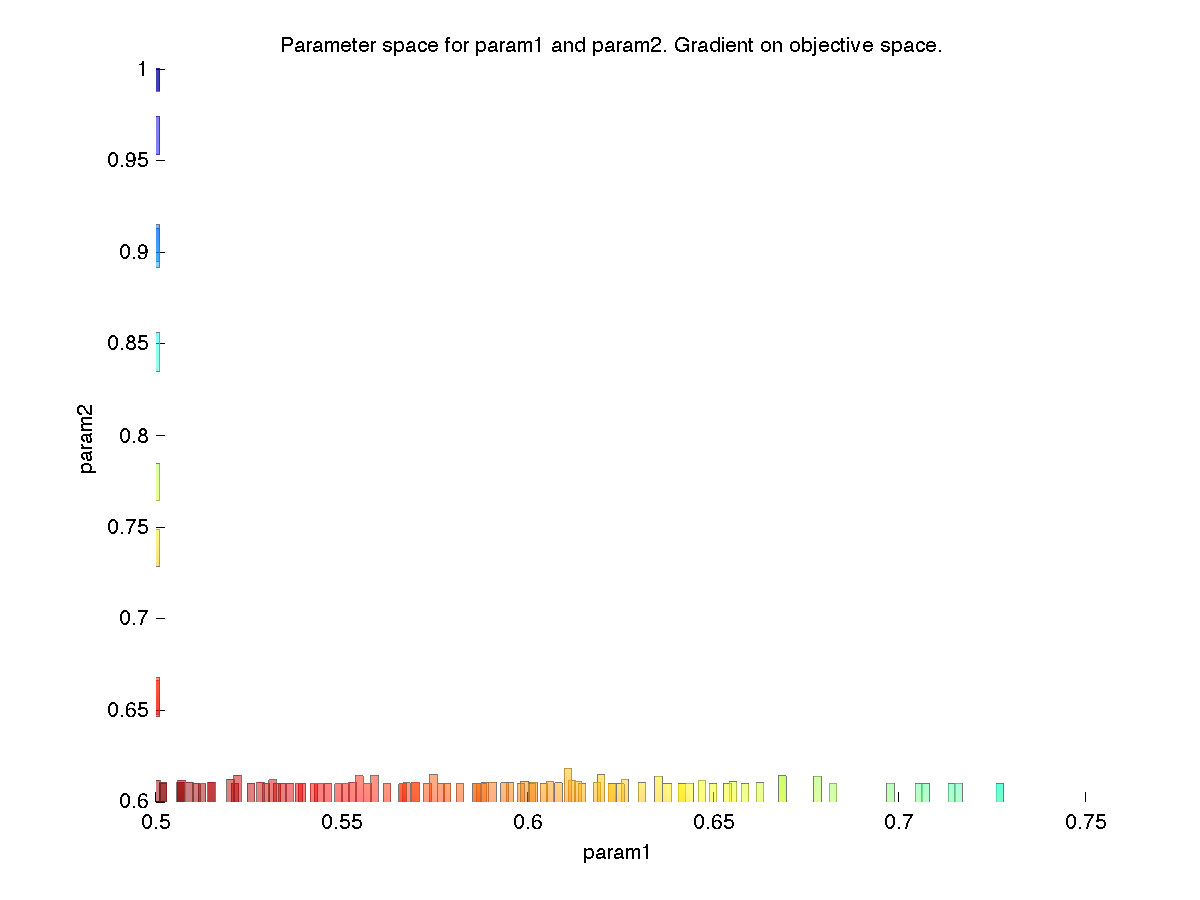 Parameter space for param1 and param2. Gradient on objective space.
1
0.95
0.9
0.85
0.8
0.75
0.7
0.65
0.6
param2
0.5 0.55 0.6 0.65 0.7 0.75
param1